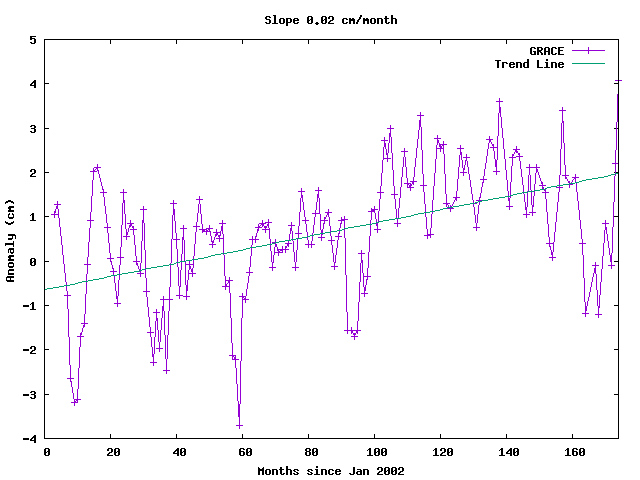 Slope 0.02 cm/month
GRACE
Trend Line
5
4
3
2
1
0
-1
-2
-3
-4
Anomaly (cm)
0 20 40 60 80 100 120 140 160
Months since Jan 2002